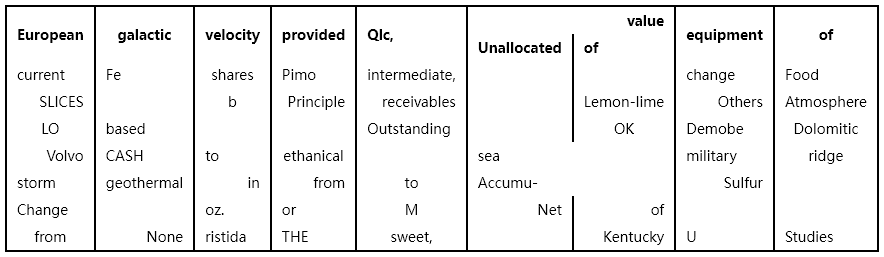 European galactic velocity provided Qlc, Unallocated value of equipment of
current Fe shares Pimo intermediate, change Food
SLICES b Principle receivables Lemon-lime Others Atmosphere
LO based Outstanding OK Demobe Dolomitic
Volvo CASH to ethanical sea military ridge
storm geothermal in from to Accumu- Sulfur
Change oz. or M Net of
from None ristida THE sweet, Kentucky U Studies